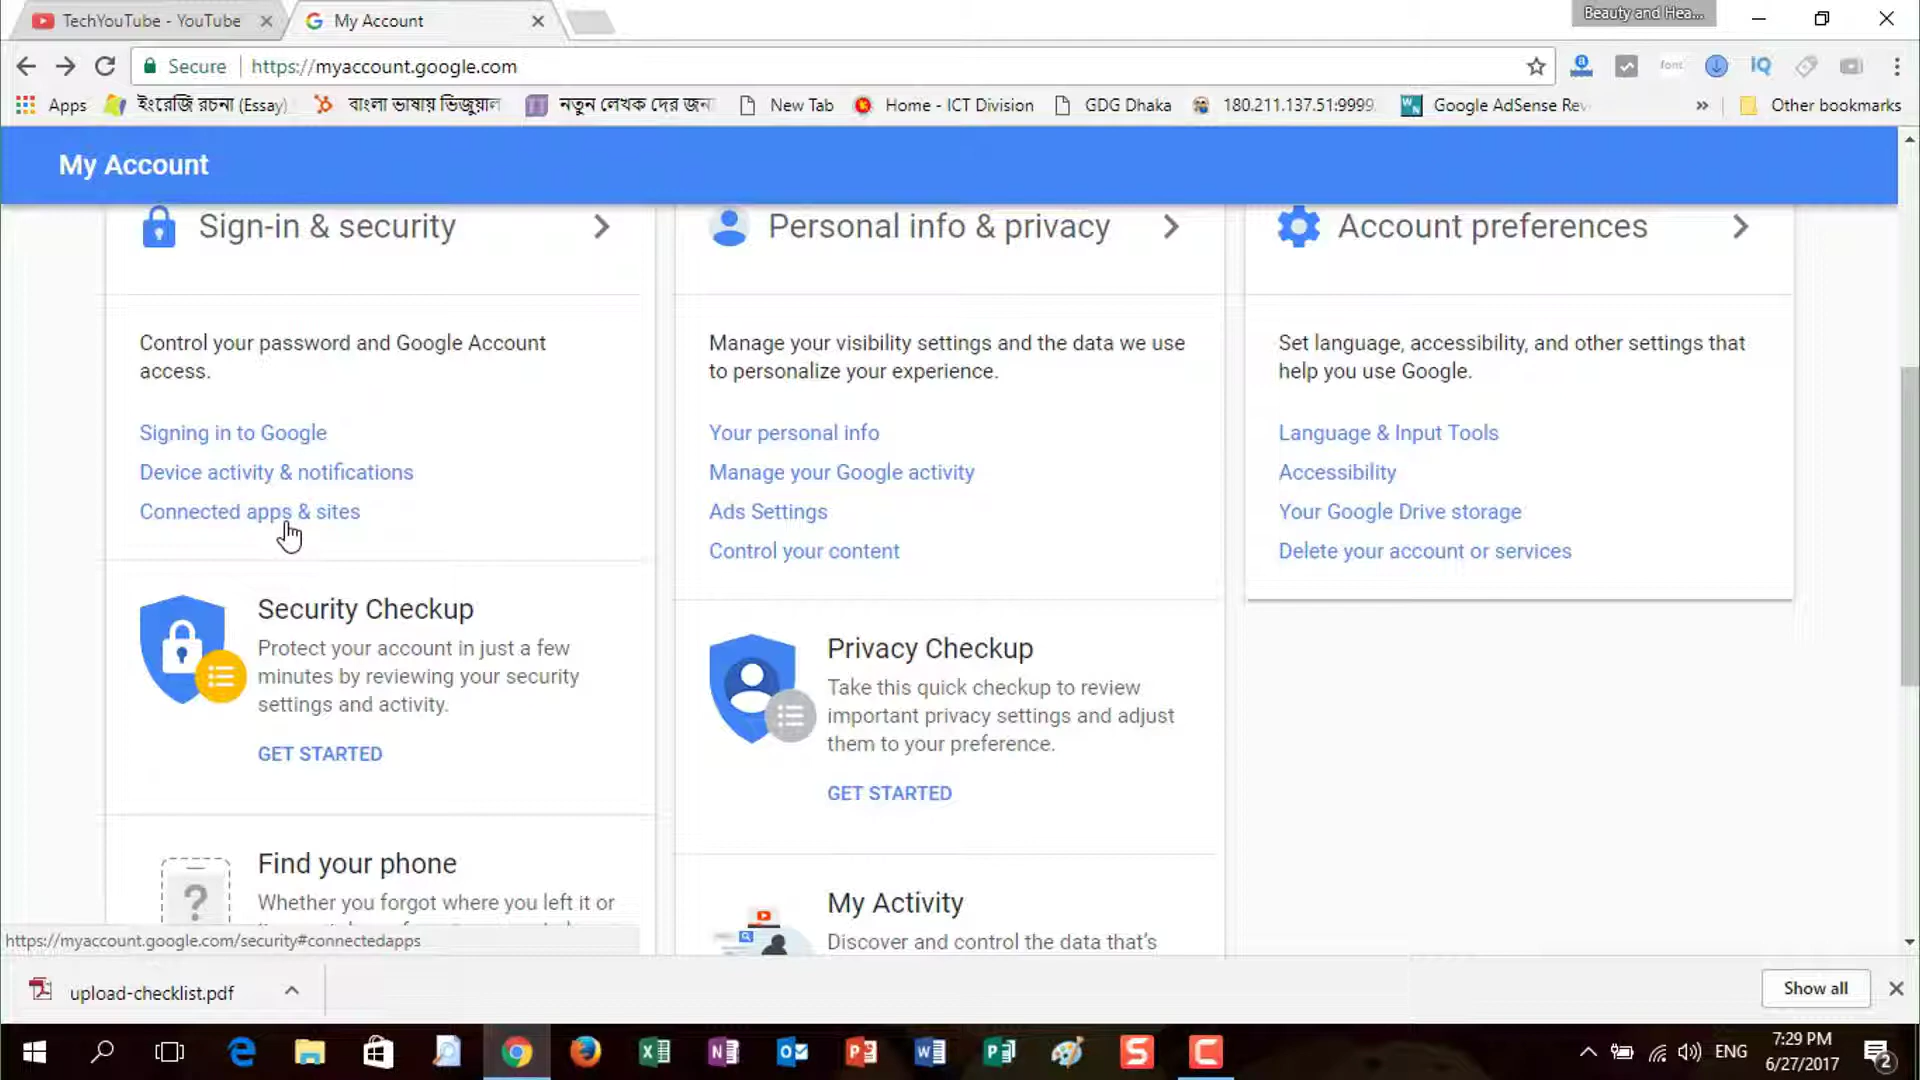 TechYouTube - YouTube
My Account
Beauty and Hea...
Secure
https://myaccount.google.com
font
IQ
Apps
ইংরেজি রচনা (Essay)
বাংলা ভাষায় ভিজুয়াল
নতুন লেখক দের জন
New Tab
Home - ICT Division
GDG Dhaka
180.211.137.51:9999
Google AdSense Rev
»
Other bookmarks
My Account
Sign-in & security
Personal info & privacy
Account preferences
Control your password and Google Account
access.
Signing in to Google
Device activity & notifications
Connected apps & sites
Manage your visibility settings and the data we use
to personalize your experience.
Your personal info
Manage your Google activity
Ads Settings
Control your content
Set language, accessibility, and other settings that
help you use Google.
Language & Input Tools
Accessibility
Your Google Drive storage
Delete your account or services
Security Checkup
Protect your account in just a few
minutes by reviewing your security
settings and activity.
GET STARTED
Privacy Checkup
Take this quick checkup to review
important privacy settings and adjust
them to your preference.
GET STARTED
Find your phone
Whether you forgot where you left it or
My Activity
Discover and control the data that's
https://myaccount.google.com/security#connectedapps
upload-checklist.pdf
Show all
ENG
7:29 PM
6/27/2017
2